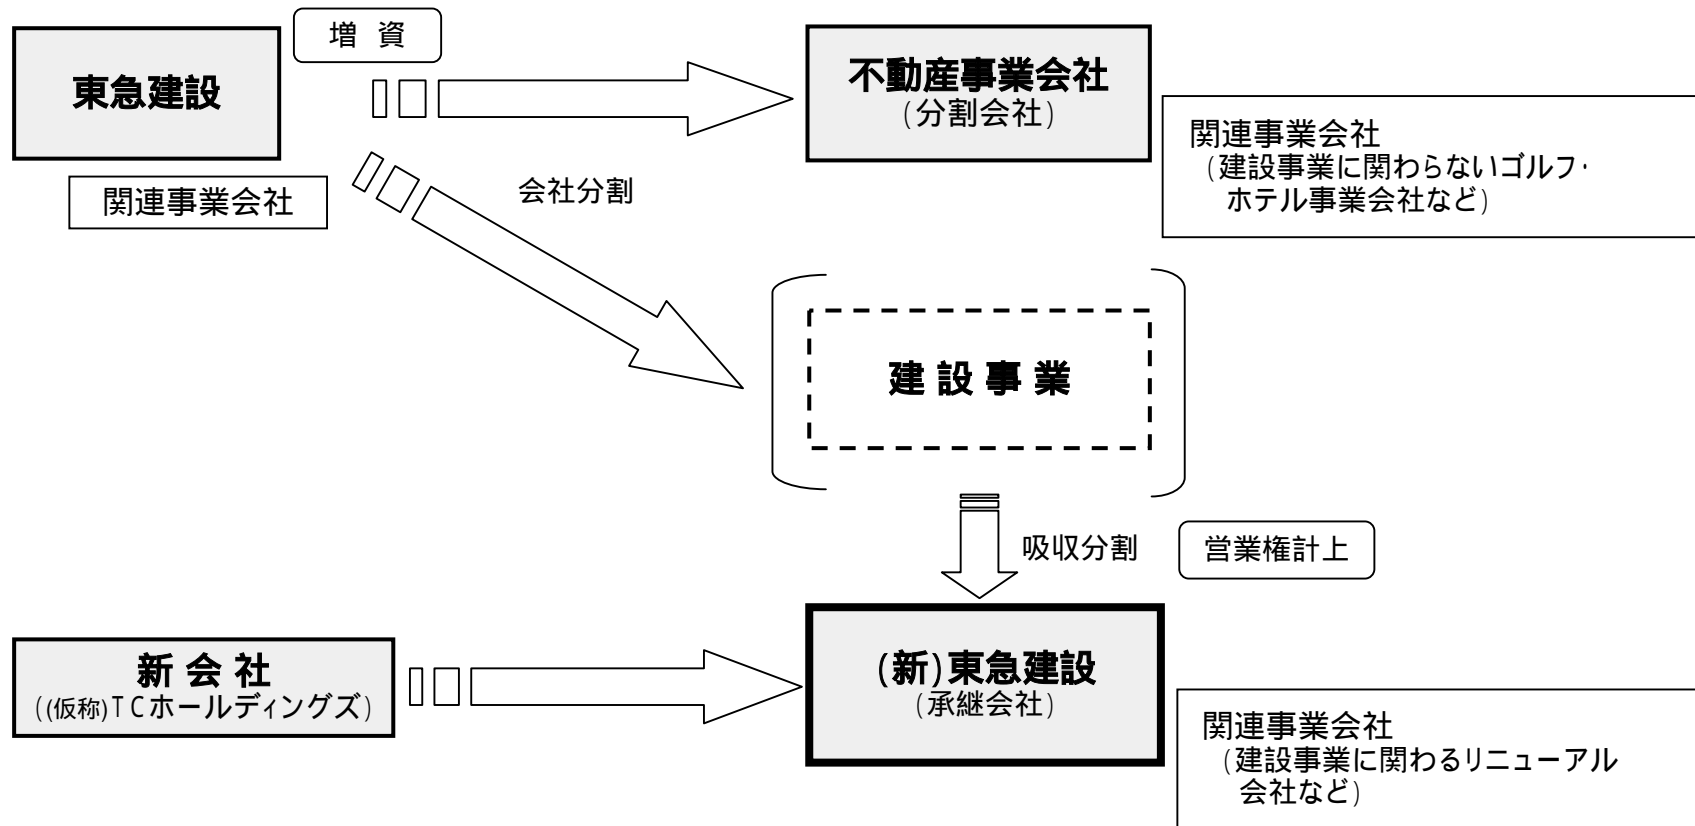 増 資
東急建設
関連事業会社
会社分割
不動産事業会社
(分割会社)
関連事業会社
(建設事業に関わらないゴルフ・
ホテル事業会社など)
建 設 事 業
吸収分割
営業権計上
新 会 社
((仮称)TCホールディングズ)
(新)東急建設
(承継会社)
関連事業会社
(建設事業に関わるリニューアル
会社など)